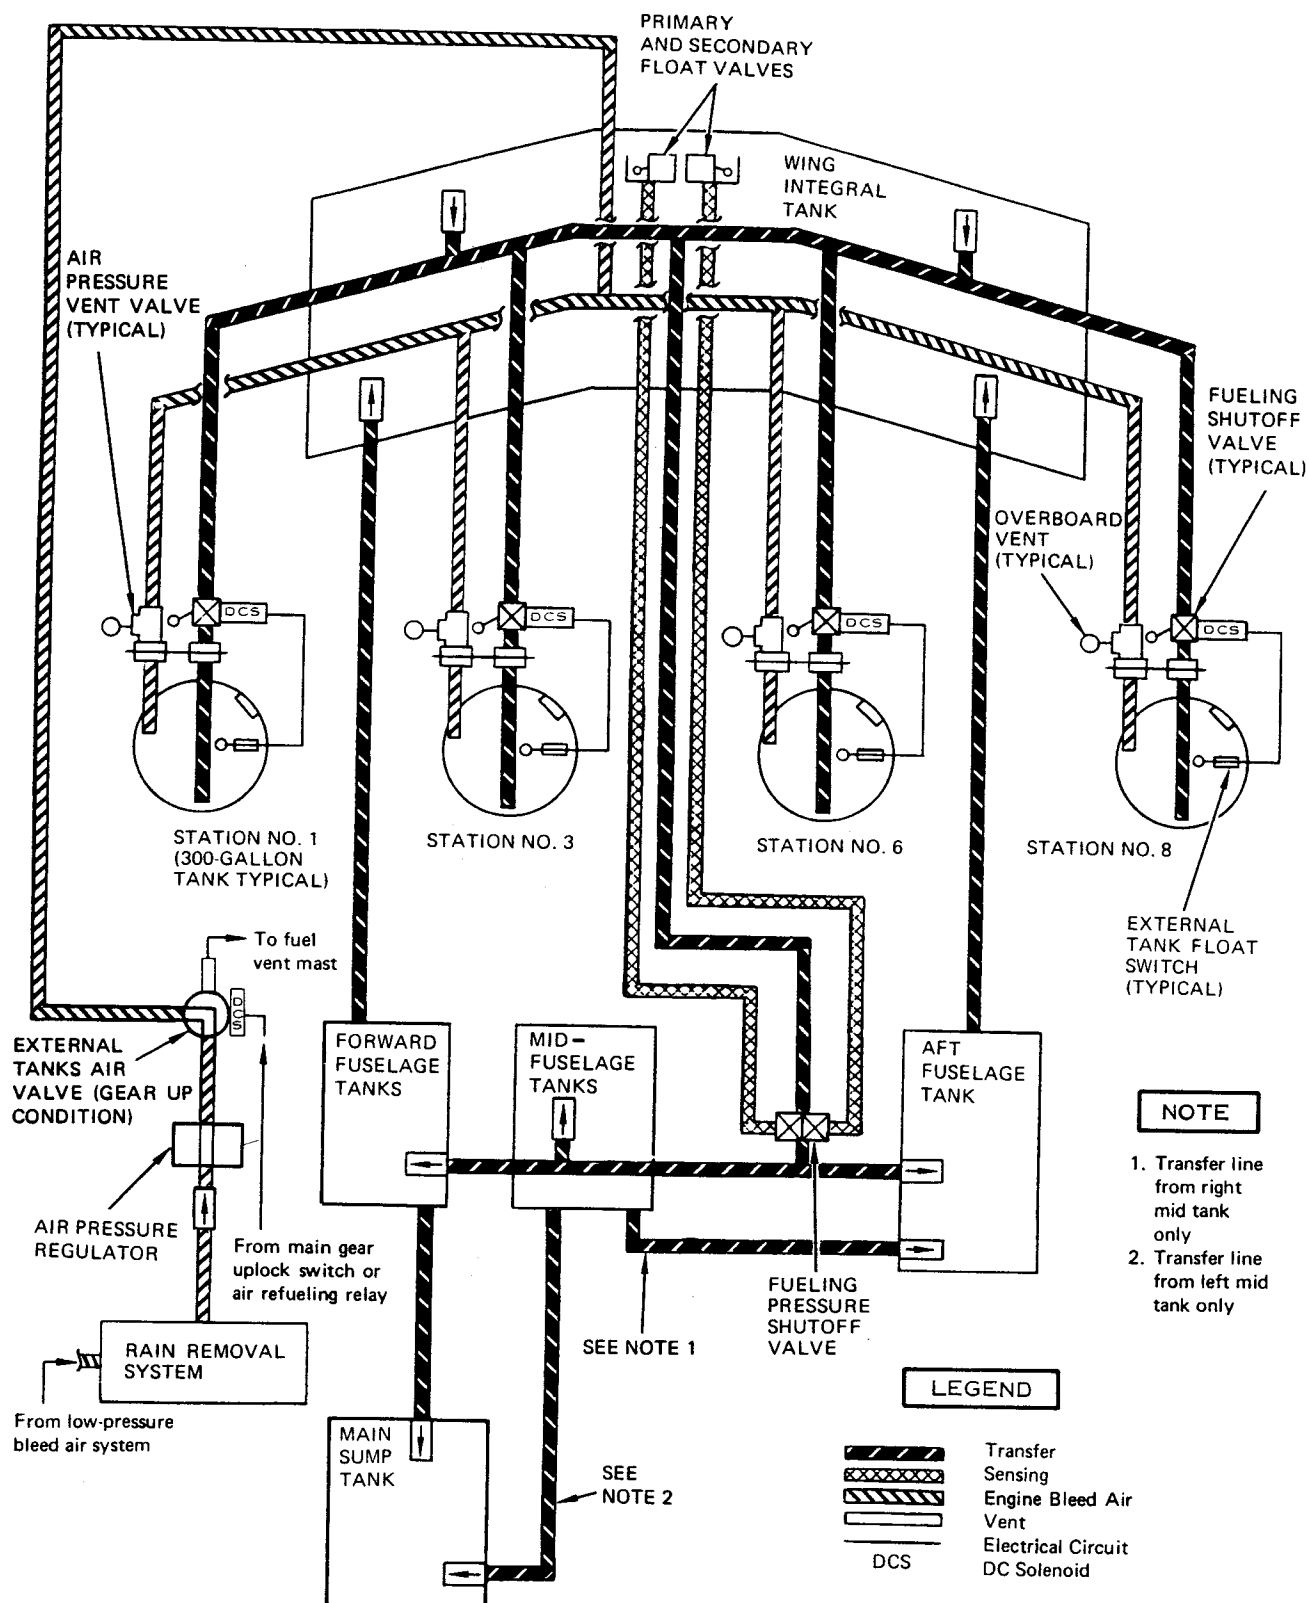 PRIMARY
AND SECONDARY
FLOAT VALVES
WING
INTEGRAL
TANK
AIR
PRESSURE
VENT VALVE
(TYPICAL)
FUELING
SHUTOFF
VALVE
(TYPICAL)
OVERBOARD
VENT
(TYPICAL)
DCS
DCS
DCS
DCS
STATION NO. 1
(300-GALLON
TANK TYPICAL)
STATION NO. 3
STATION NO. 6
STATION NO. 8
EXTERNAL
TANK FLOAT
SWITCH
(TYPICAL)
To fuel
vent mast
DCS
EXTERNAL
TANKS AIR
VALVE (GEAR UP
CONDITION)
FORWARD
FUSELAGE
TANKS
MID-
FUSELAGE
TANKS
AFT
FUSELAGE
TANK
NOTE
1. Transfer line
from right
mid tank
only
2. Transfer line
from left mid
tank only
AIR PRESSURE
REGULATOR
From main gear
uplock switch or
air refueling relay
FUELING
PRESSURE
SHUTOFF
VALVE
SEE NOTE 1
RAIN REMOVAL
SYSTEM
From low-pressure
bleed air system
MAIN
SUMP
TANK
SEE
NOTE 2
LEGEND
Transfer
Sensing
Engine Bleed Air
Vent
Electrical Circuit
DCS DC Solenoid